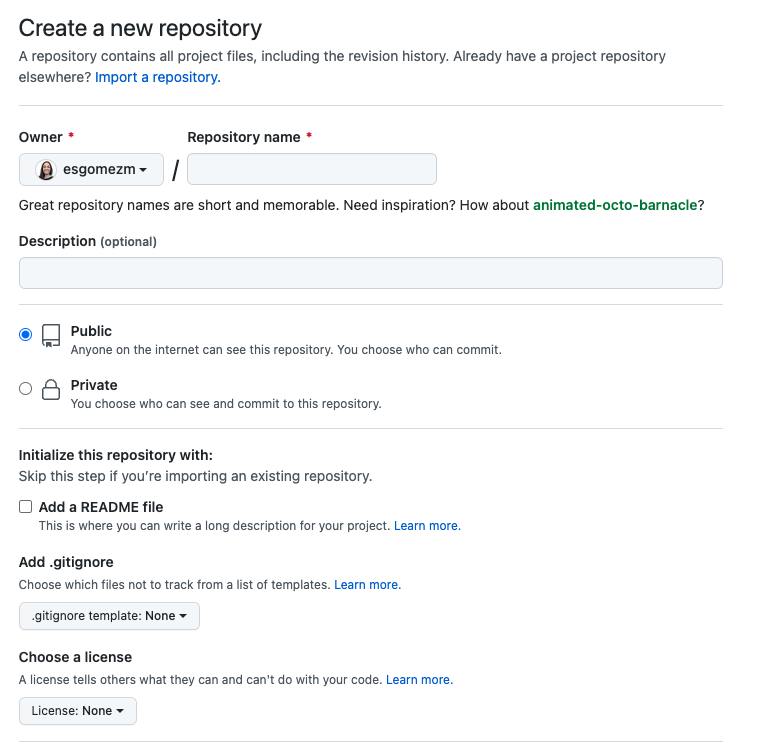 Create a new repository
A repository contains all project files, including the revision history. Already have a project repository
elsewhere? Import a repository.
Owner *
Repository name *
esgomezm
/
Great repository names are short and memorable. Need inspiration? How about animated-octo-barnacle?
Description (optional)
Public
Anyone on the internet can see this repository. You choose who can commit.
Private
You choose who can see and commit to this repository.
Initialize this repository with:
Skip this step if you’re importing an existing repository.
Add a README file
This is where you can write a long description for your project. Learn more.
Add .gitignore
Choose which files not to track from a list of templates. Learn more.
.gitignore template: None
Choose a license
A license tells others what they can and can't do with your code. Learn more.
License: None